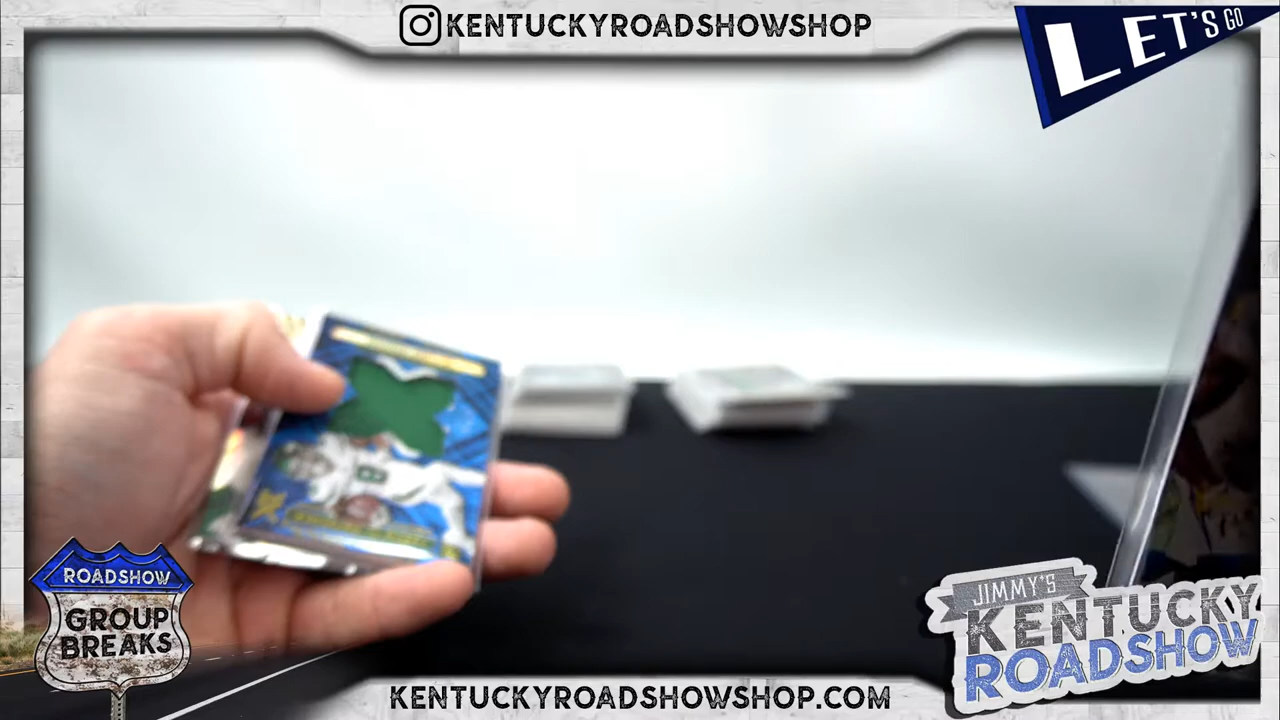 KENTUCKYROADSHOWSHOP
LET'S GO
ROADSHOW
GROUP
BREAKS
JIMMY'S
KENTUCKY
ROADSHOW
KENTUCKYROADSHOWSHOP.COM